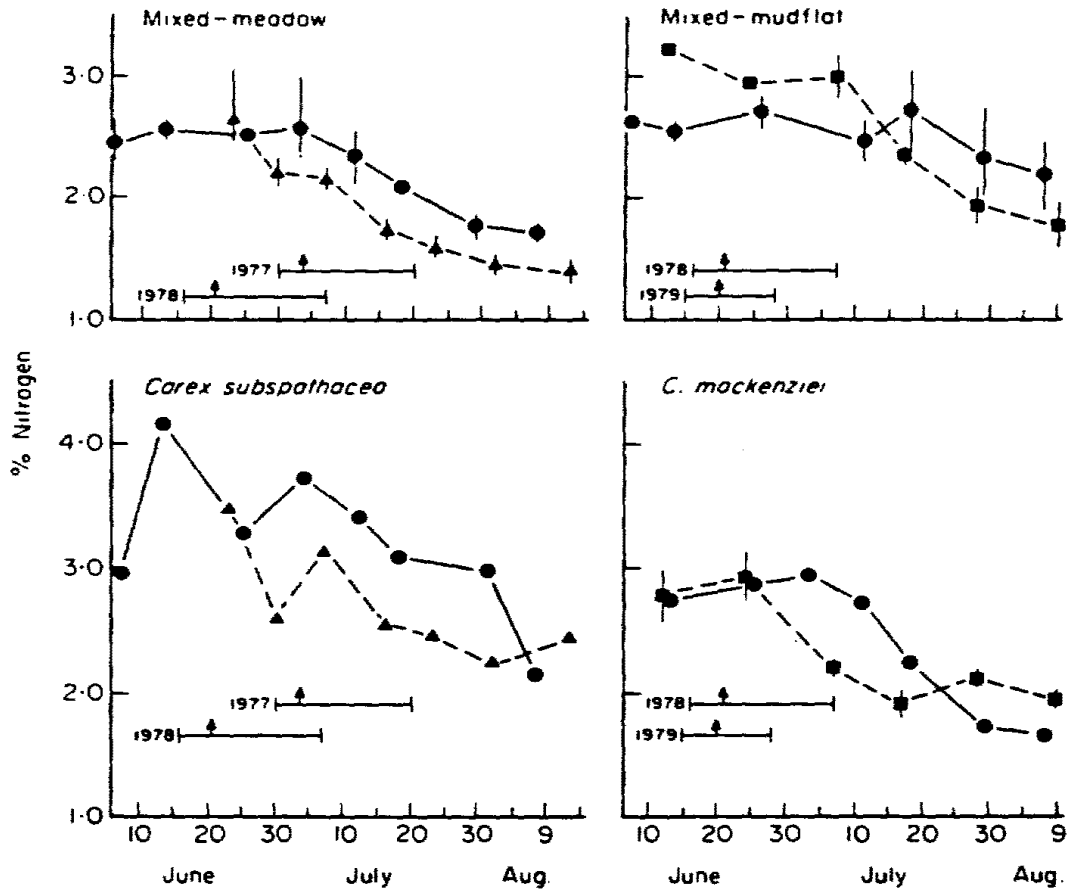 Mixed-meadow
Mixed-mudflat
3·0
2·0
1·0
1977
1978
1978
1979
% Nitrogen
Carex subspathacea
C. mackenziei
4·0
3·0
2·0
1·0
1977
1978
1978
1979
10 20 30 10 20 30 9
10 20 30 10 20 30 9
June July Aug.
June July Aug.